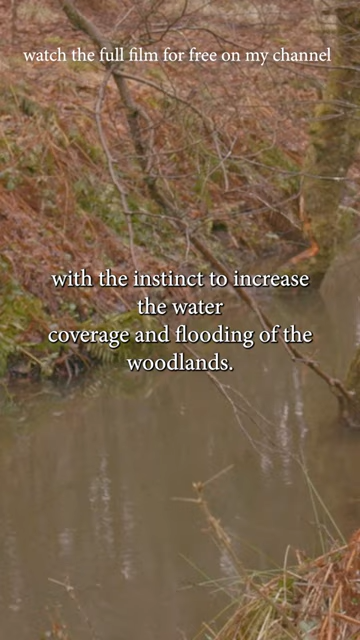 watch the full film for free on my channel
with the instinct to increase
the water
coverage and flooding of the
woodlands.